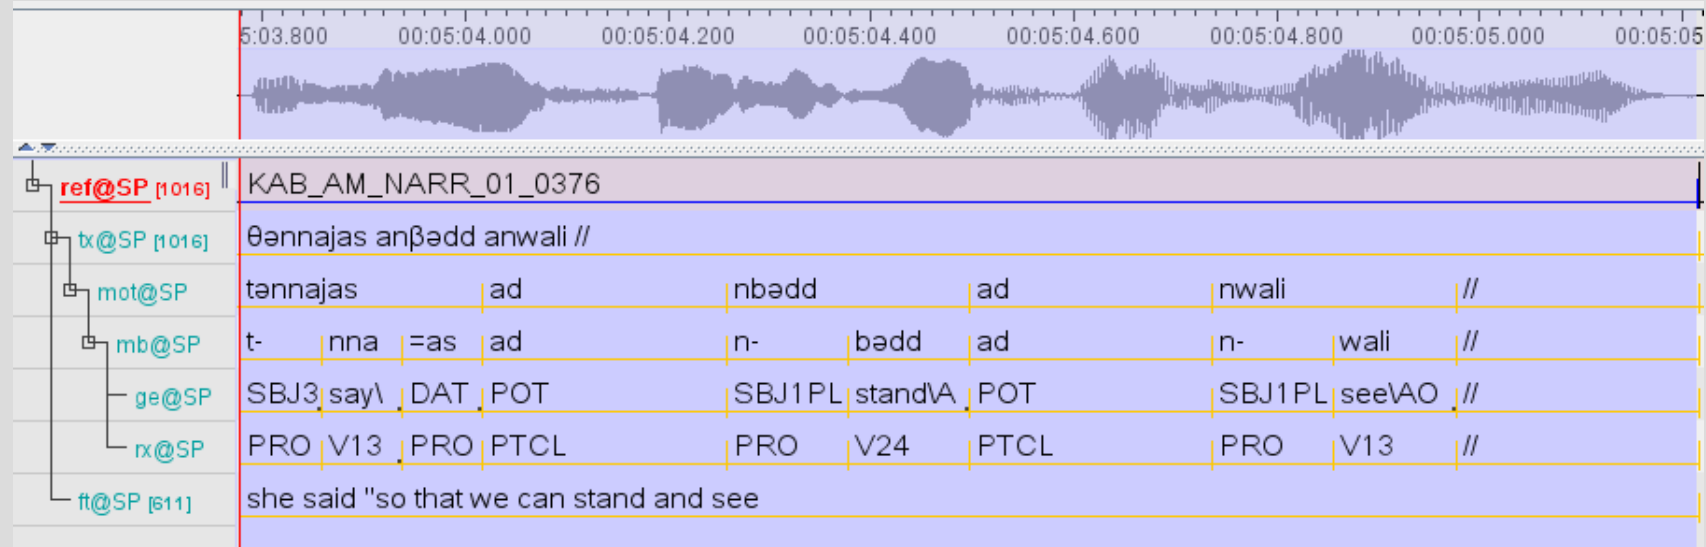 5:03.800 00:05:04.000 00:05:04.200 00:05:04.400 00:05:04.600 00:05:04.800 00:05:05.000 00:05:05
ref@SP [1016] KAB_AM_NARR_01_0376
tx@SP [1016] θənnajas anβədd anwali //
mot@SP tənnajas ad nbədd ad nwali //
mb@SP t- nna =as ad n- bədd ad n- wali //
ge@SP SBJ3 say\ DAT POT SBJ1PL stand\A POT SBJ1PL see\AO //
rx@SP PRO V13 PRO PTCL PRO V24 PTCL PRO V13 //
ft@SP [611] she said "so that we can stand and see